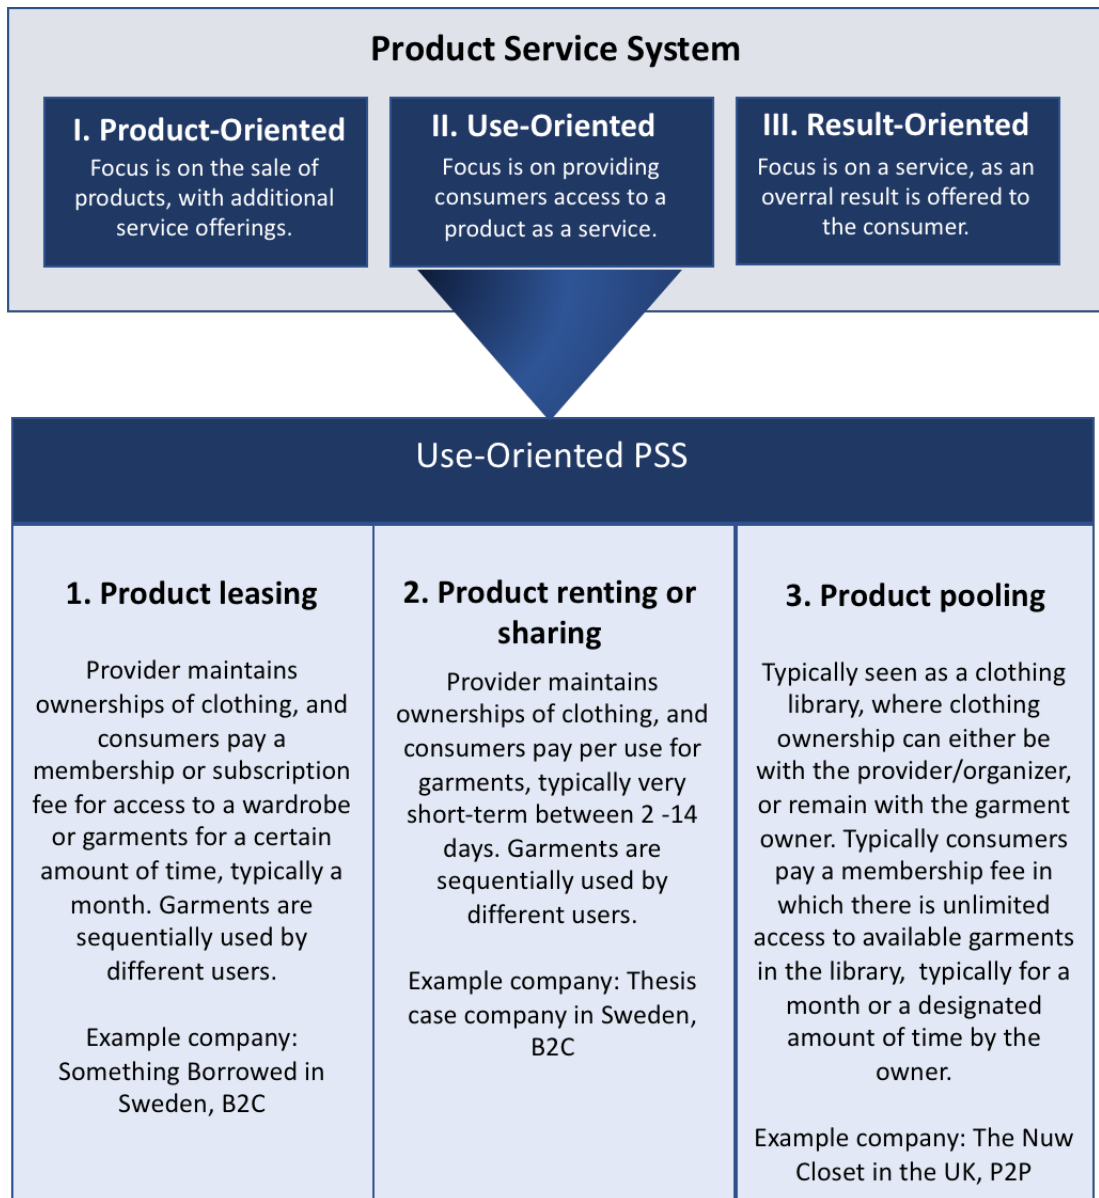 Product Service System
I. Product-Oriented
Focus is on the sale of
products, with additional
service offerings.
II. Use-Oriented
Focus is on providing
consumers access to a
product as a service.
III. Result-Oriented
Focus is on a service, as an
overral result is offered to
the consumer.
Use-Oriented PSS
1. Product leasing
Provider maintains
ownerships of clothing, and
consumers pay a
membership or subscription
fee for access to a wardrobe
or garments for a certain
amount of time, typically a
month. Garments are
sequentially used by
different users.
Example company:
Something Borrowed in
Sweden, B2C
2. Product renting or
sharing
Provider maintains
ownerships of clothing, and
consumers pay per use for
garments, typically very
short-term between 2 -14
days. Garments are
sequentially used by
different users.
Example company: Thesis
case company in Sweden,
B2C
3. Product pooling
Typically seen as a clothing
library, where clothing
ownership can either be
with the provider/organizer,
or remain with the garment
owner. Typically consumers
pay a membership fee in
which there is unlimited
access to available garments
in the library,  typically for a
month or a designated
amount of time by the
owner.
Example company: The Nuw
Closet in the UK, P2P